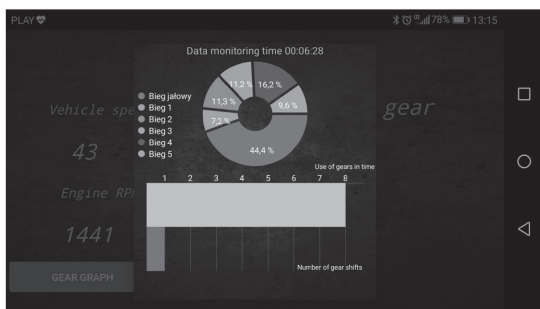 PLAY
78% 13:15
Data monitoring time 00:06:28
11,2 % 16,2 %
11,3 % 9,6 %
7,2 %
44,4 %
Bieg jałowy
Bieg 1
Bieg 2
Bieg 3
Bieg 4
Bieg 5
Use of gears in time
1 2 3 4 5 6 7 8
Number of gear shifts
Vehicle spe
gear
43
Engine RP
1441
GEAR GRAPH